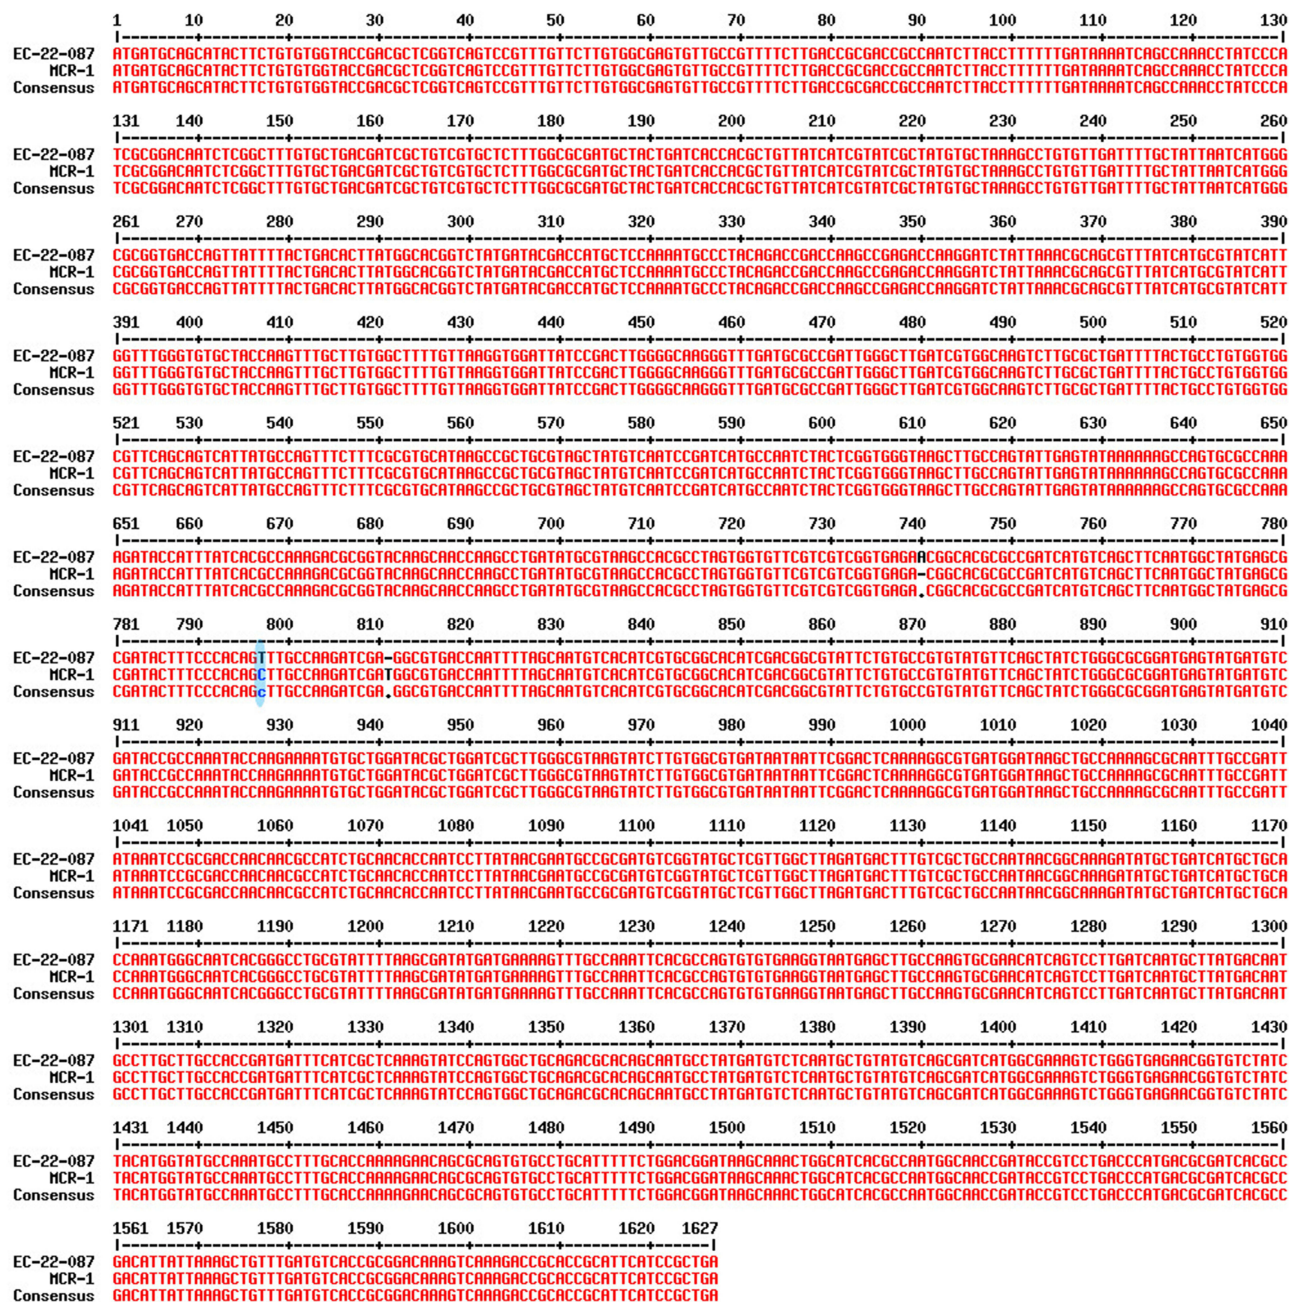 1 10 20 30 40 50 60 70 80 90 100 110 120 130
|--------+---------+---------+---------+---------+---------+---------+---------+---------+---------+---------+---------+---------|
EC-22-087 ATGATGCAGCATACTTCTGTGTGGTACCGACGCTCGGTCAGTCCGTTTGTTCTTGTGGCGAGTGTTGCCGTTTTCTTGACCGCGACCGCCAATCTTACCTTTTTTGATAAAATCAGCCAAACCTATCCCA
MCR-1 ATGATGCAGCATACTTCTGTGTGGTACCGACGCTCGGTCAGTCCGTTTGTTCTTGTGGCGAGTGTTGCCGTTTTCTTGACCGCGACCGCCAATCTTACCTTTTTTGATAAAATCAGCCAAACCTATCCCA
Consensus ATGATGCAGCATACTTCTGTGTGGTACCGACGCTCGGTCAGTCCGTTTGTTCTTGTGGCGAGTGTTGCCGTTTTCTTGACCGCGACCGCCAATCTTACCTTTTTTGATAAAATCAGCCAAACCTATCCCA
131 140 150 160 170 180 190 200 210 220 230 240 250 260
|--------+---------+---------+---------+---------+---------+---------+---------+---------+---------+---------+---------+---------|
EC-22-087 TCGCGGACAATCTCGGCTTTGTGCTGACGATCGCTGTCGTGCTCTTTGGCGCGATGCTACTGATCACCACGCTGTTATCATCGTATCGCTATGTGCTAAAGCCTGTGTTGATTTTGCTATTAATCATGGG
MCR-1 TCGCGGACAATCTCGGCTTTGTGCTGACGATCGCTGTCGTGCTCTTTGGCGCGATGCTACTGATCACCACGCTGTTATCATCGTATCGCTATGTGCTAAAGCCTGTGTTGATTTTGCTATTAATCATGGG
Consensus TCGCGGACAATCTCGGCTTTGTGCTGACGATCGCTGTCGTGCTCTTTGGCGCGATGCTACTGATCACCACGCTGTTATCATCGTATCGCTATGTGCTAAAGCCTGTGTTGATTTTGCTATTAATCATGGG
261 270 280 290 300 310 320 330 340 350 360 370 380 390
|--------+---------+---------+---------+---------+---------+---------+---------+---------+---------+---------+---------+---------|
EC-22-087 CGCGGTGACCAGTTATTTTACTGACACTTATGGCACGGTCTATGATACGACCATGCTCCAAAATGCCCTACAGACCGACCAAGCCGAGACCAAGGATCTATTAAACGCAGCGTTTATCATGCGTATCATT
MCR-1 CGCGGTGACCAGTTATTTTACTGACACTTATGGCACGGTCTATGATACGACCATGCTCCAAAATGCCCTACAGACCGACCAAGCCGAGACCAAGGATCTATTAAACGCAGCGTTTATCATGCGTATCATT
Consensus CGCGGTGACCAGTTATTTTACTGACACTTATGGCACGGTCTATGATACGACCATGCTCCAAAATGCCCTACAGACCGACCAAGCCGAGACCAAGGATCTATTAAACGCAGCGTTTATCATGCGTATCATT
391 400 410 420 430 440 450 460 470 480 490 500 510 520
|--------+---------+---------+---------+---------+---------+---------+---------+---------+---------+---------+---------+---------|
EC-22-087 GGTTTGGGTGTGCTACCAAGTTTGCTTGTGGCTTTTGTTAAGGTGGATTATCCGACTTGGGGCAAGGGTTTGATGCGCCGATTGGGCTTGATCGTGGCAAGTCTTGCGCTGATTTTACTGCCTGTGGTGG
MCR-1 GGTTTGGGTGTGCTACCAAGTTTGCTTGTGGCTTTTGTTAAGGTGGATTATCCGACTTGGGGCAAGGGTTTGATGCGCCGATTGGGCTTGATCGTGGCAAGTCTTGCGCTGATTTTACTGCCTGTGGTGG
Consensus GGTTTGGGTGTGCTACCAAGTTTGCTTGTGGCTTTTGTTAAGGTGGATTATCCGACTTGGGGCAAGGGTTTGATGCGCCGATTGGGCTTGATCGTGGCAAGTCTTGCGCTGATTTTACTGCCTGTGGTGG
521 530 540 550 560 570 580 590 600 610 620 630 640 650
|--------+---------+---------+---------+---------+---------+---------+---------+---------+---------+---------+---------+---------|
EC-22-087 CGTTCAGCAGTCATTATGCCAGTTTCTTTCGCGTGCATAAGCCGCTGCGTAGCTATGTCAATCCGATCATGCCAATCTACTCGGTGGGTAAGCTTGCCAGTATTGAGTATAAAAAAGCCAGTGCGCCAAA
MCR-1 CGTTCAGCAGTCATTATGCCAGTTTCTTTCGCGTGCATAAGCCGCTGCGTAGCTATGTCAATCCGATCATGCCAATCTACTCGGTGGGTAAGCTTGCCAGTATTGAGTATAAAAAAGCCAGTGCGCCAAA
Consensus CGTTCAGCAGTCATTATGCCAGTTTCTTTCGCGTGCATAAGCCGCTGCGTAGCTATGTCAATCCGATCATGCCAATCTACTCGGTGGGTAAGCTTGCCAGTATTGAGTATAAAAAAGCCAGTGCGCCAAA
651 660 670 680 690 700 710 720 730 740 750 760 770 780
|--------+---------+---------+---------+---------+---------+---------+---------+---------+---------+---------+---------+---------|
EC-22-087 AGATACCATTTATCACGCCAAAGACGCGGTACAAGCAACCAAGCCTGATATGCGTAAGCCACGCCTAGTGGTGTTCGTCGTCGGTGAGAACGGCACGCGCCGATCATGTCAGCTTCAATGGCTATGAGCG
MCR-1 AGATACCATTTATCACGCCAAAGACGCGGTACAAGCAACCAAGCCTGATATGCGTAAGCCACGCCTAGTGGTGTTCGTCGTCGGTGAGA-CGGCACGCGCCGATCATGTCAGCTTCAATGGCTATGAGCG
Consensus AGATACCATTTATCACGCCAAAGACGCGGTACAAGCAACCAAGCCTGATATGCGTAAGCCACGCCTAGTGGTGTTCGTCGTCGGTGAGA.CGGCACGCGCCGATCATGTCAGCTTCAATGGCTATGAGCG
781 790 800 810 820 830 840 850 860 870 880 890 900 910
|--------+---------+---------+---------+---------+---------+---------+---------+---------+---------+---------+---------+---------|
EC-22-087 CGATACTTTCCCACAGTTTGCCAAGATCGA-GGCGTGACCAATTTTAGCAATGTCACATCGTGCGGCACATCGACGGCGTATTCTGTGCCGTGTATGTTCAGCTATCTGGGCGCGGATGAGTATGATGTC
MCR-1 CGATACTTTCCCACAGCTTGCCAAGATCGATGGCGTGACCAATTTTAGCAATGTCACATCGTGCGGCACATCGACGGCGTATTCTGTGCCGTGTATGTTCAGCTATCTGGGCGCGGATGAGTATGATGTC
Consensus CGATACTTTCCCACAGcTTGCCAAGATCGA.GGCGTGACCAATTTTAGCAATGTCACATCGTGCGGCACATCGACGGCGTATTCTGTGCCGTGTATGTTCAGCTATCTGGGCGCGGATGAGTATGATGTC
911 920 930 940 950 960 970 980 990 1000 1010 1020 1030 1040
|--------+---------+---------+---------+---------+---------+---------+---------+---------+---------+---------+---------+---------|
EC-22-087 GATACCGCCAAATACCAAGAAAATGTGCTGGATACGCTGGATCGCTTGGGCGTAAGTATCTTGTGGCGTGATAATAATTCGGACTCAAAAGGCGTGATGGATAAGCTGCCAAAAGCGCAATTTGCCGATT
MCR-1 GATACCGCCAAATACCAAGAAAATGTGCTGGATACGCTGGATCGCTTGGGCGTAAGTATCTTGTGGCGTGATAATAATTCGGACTCAAAAGGCGTGATGGATAAGCTGCCAAAAGCGCAATTTGCCGATT
Consensus GATACCGCCAAATACCAAGAAAATGTGCTGGATACGCTGGATCGCTTGGGCGTAAGTATCTTGTGGCGTGATAATAATTCGGACTCAAAAGGCGTGATGGATAAGCTGCCAAAAGCGCAATTTGCCGATT
1041 1050 1060 1070 1080 1090 1100 1110 1120 1130 1140 1150 1160 1170
|--------+---------+---------+---------+---------+---------+---------+---------+---------+---------+---------+---------+---------|
EC-22-087 ATAAATCCGCGACCAACAACGCCATCTGCAACACCAATCCTTATAACGAATGCCGCGATGTCGGTATGCTCGTTGGCTTAGATGACTTTGTCGCTGCCAATAACGGCAAAGATATGCTGATCATGCTGCA
MCR-1 ATAAATCCGCGACCAACAACGCCATCTGCAACACCAATCCTTATAACGAATGCCGCGATGTCGGTATGCTCGTTGGCTTAGATGACTTTGTCGCTGCCAATAACGGCAAAGATATGCTGATCATGCTGCA
Consensus ATAAATCCGCGACCAACAACGCCATCTGCAACACCAATCCTTATAACGAATGCCGCGATGTCGGTATGCTCGTTGGCTTAGATGACTTTGTCGCTGCCAATAACGGCAAAGATATGCTGATCATGCTGCA
1171 1180 1190 1200 1210 1220 1230 1240 1250 1260 1270 1280 1290 1300
|--------+---------+---------+---------+---------+---------+---------+---------+---------+---------+---------+---------+---------|
EC-22-087 CCAAATGGGCAATCACGGGCCTGCGTATTTTAAGCGATATGATGAAAAGTTTGCCAAATTCACGCCAGTGTGTGAAGGTAATGAGCTTGCCAAGTGCGAACATCAGTCCTTGATCAATGCTTATGACAAT
MCR-1 CCAAATGGGCAATCACGGGCCTGCGTATTTTAAGCGATATGATGAAAAGTTTGCCAAATTCACGCCAGTGTGTGAAGGTAATGAGCTTGCCAAGTGCGAACATCAGTCCTTGATCAATGCTTATGACAAT
Consensus CCAAATGGGCAATCACGGGCCTGCGTATTTTAAGCGATATGATGAAAAGTTTGCCAAATTCACGCCAGTGTGTGAAGGTAATGAGCTTGCCAAGTGCGAACATCAGTCCTTGATCAATGCTTATGACAAT
1301 1310 1320 1330 1340 1350 1360 1370 1380 1390 1400 1410 1420 1430
|--------+---------+---------+---------+---------+---------+---------+---------+---------+---------+---------+---------+---------|
EC-22-087 GCCTTGCTTGCCACCGATGATTTCATCGCTCAAAGTATCCAGTGGCTGCAGACGCACAGCAATGCCTATGATGTCTCAATGCTGTATGTCAGCGATCATGGCGAAAGTCTGGGTGAGAACGGTGTCTATC
MCR-1 GCCTTGCTTGCCACCGATGATTTCATCGCTCAAAGTATCCAGTGGCTGCAGACGCACAGCAATGCCTATGATGTCTCAATGCTGTATGTCAGCGATCATGGCGAAAGTCTGGGTGAGAACGGTGTCTATC
Consensus GCCTTGCTTGCCACCGATGATTTCATCGCTCAAAGTATCCAGTGGCTGCAGACGCACAGCAATGCCTATGATGTCTCAATGCTGTATGTCAGCGATCATGGCGAAAGTCTGGGTGAGAACGGTGTCTATC
1431 1440 1450 1460 1470 1480 1490 1500 1510 1520 1530 1540 1550 1560
|--------+---------+---------+---------+---------+---------+---------+---------+---------+---------+---------+---------+---------|
EC-22-087 TACATGGTATGCCAAATGCCTTTGCACCAAAAGAACAGCGCAGTGTGCCTGCATTTTTCTGGACGGATAAGCAAACTGGCATCACGCCAATGGCAACCGATACCGTCCTGACCCATGACGCGATCACGCC
MCR-1 TACATGGTATGCCAAATGCCTTTGCACCAAAAGAACAGCGCAGTGTGCCTGCATTTTTCTGGACGGATAAGCAAACTGGCATCACGCCAATGGCAACCGATACCGTCCTGACCCATGACGCGATCACGCC
Consensus TACATGGTATGCCAAATGCCTTTGCACCAAAAGAACAGCGCAGTGTGCCTGCATTTTTCTGGACGGATAAGCAAACTGGCATCACGCCAATGGCAACCGATACCGTCCTGACCCATGACGCGATCACGCC
1561 1570 1580 1590 1600 1610 1620 1627
|--------+---------+---------+---------+---------+---------+------|
EC-22-087 GACATTATTAAAGCTGTTTGATGTCACCGCGGACAAAGTCAAAGACCGCACCGCATTCATCCGCTGA
MCR-1 GACATTATTAAAGCTGTTTGATGTCACCGCGGACAAAGTCAAAGACCGCACCGCATTCATCCGCTGA
Consensus GACATTATTAAAGCTGTTTGATGTCACCGCGGACAAAGTCAAAGACCGCACCGCATTCATCCGCTGA